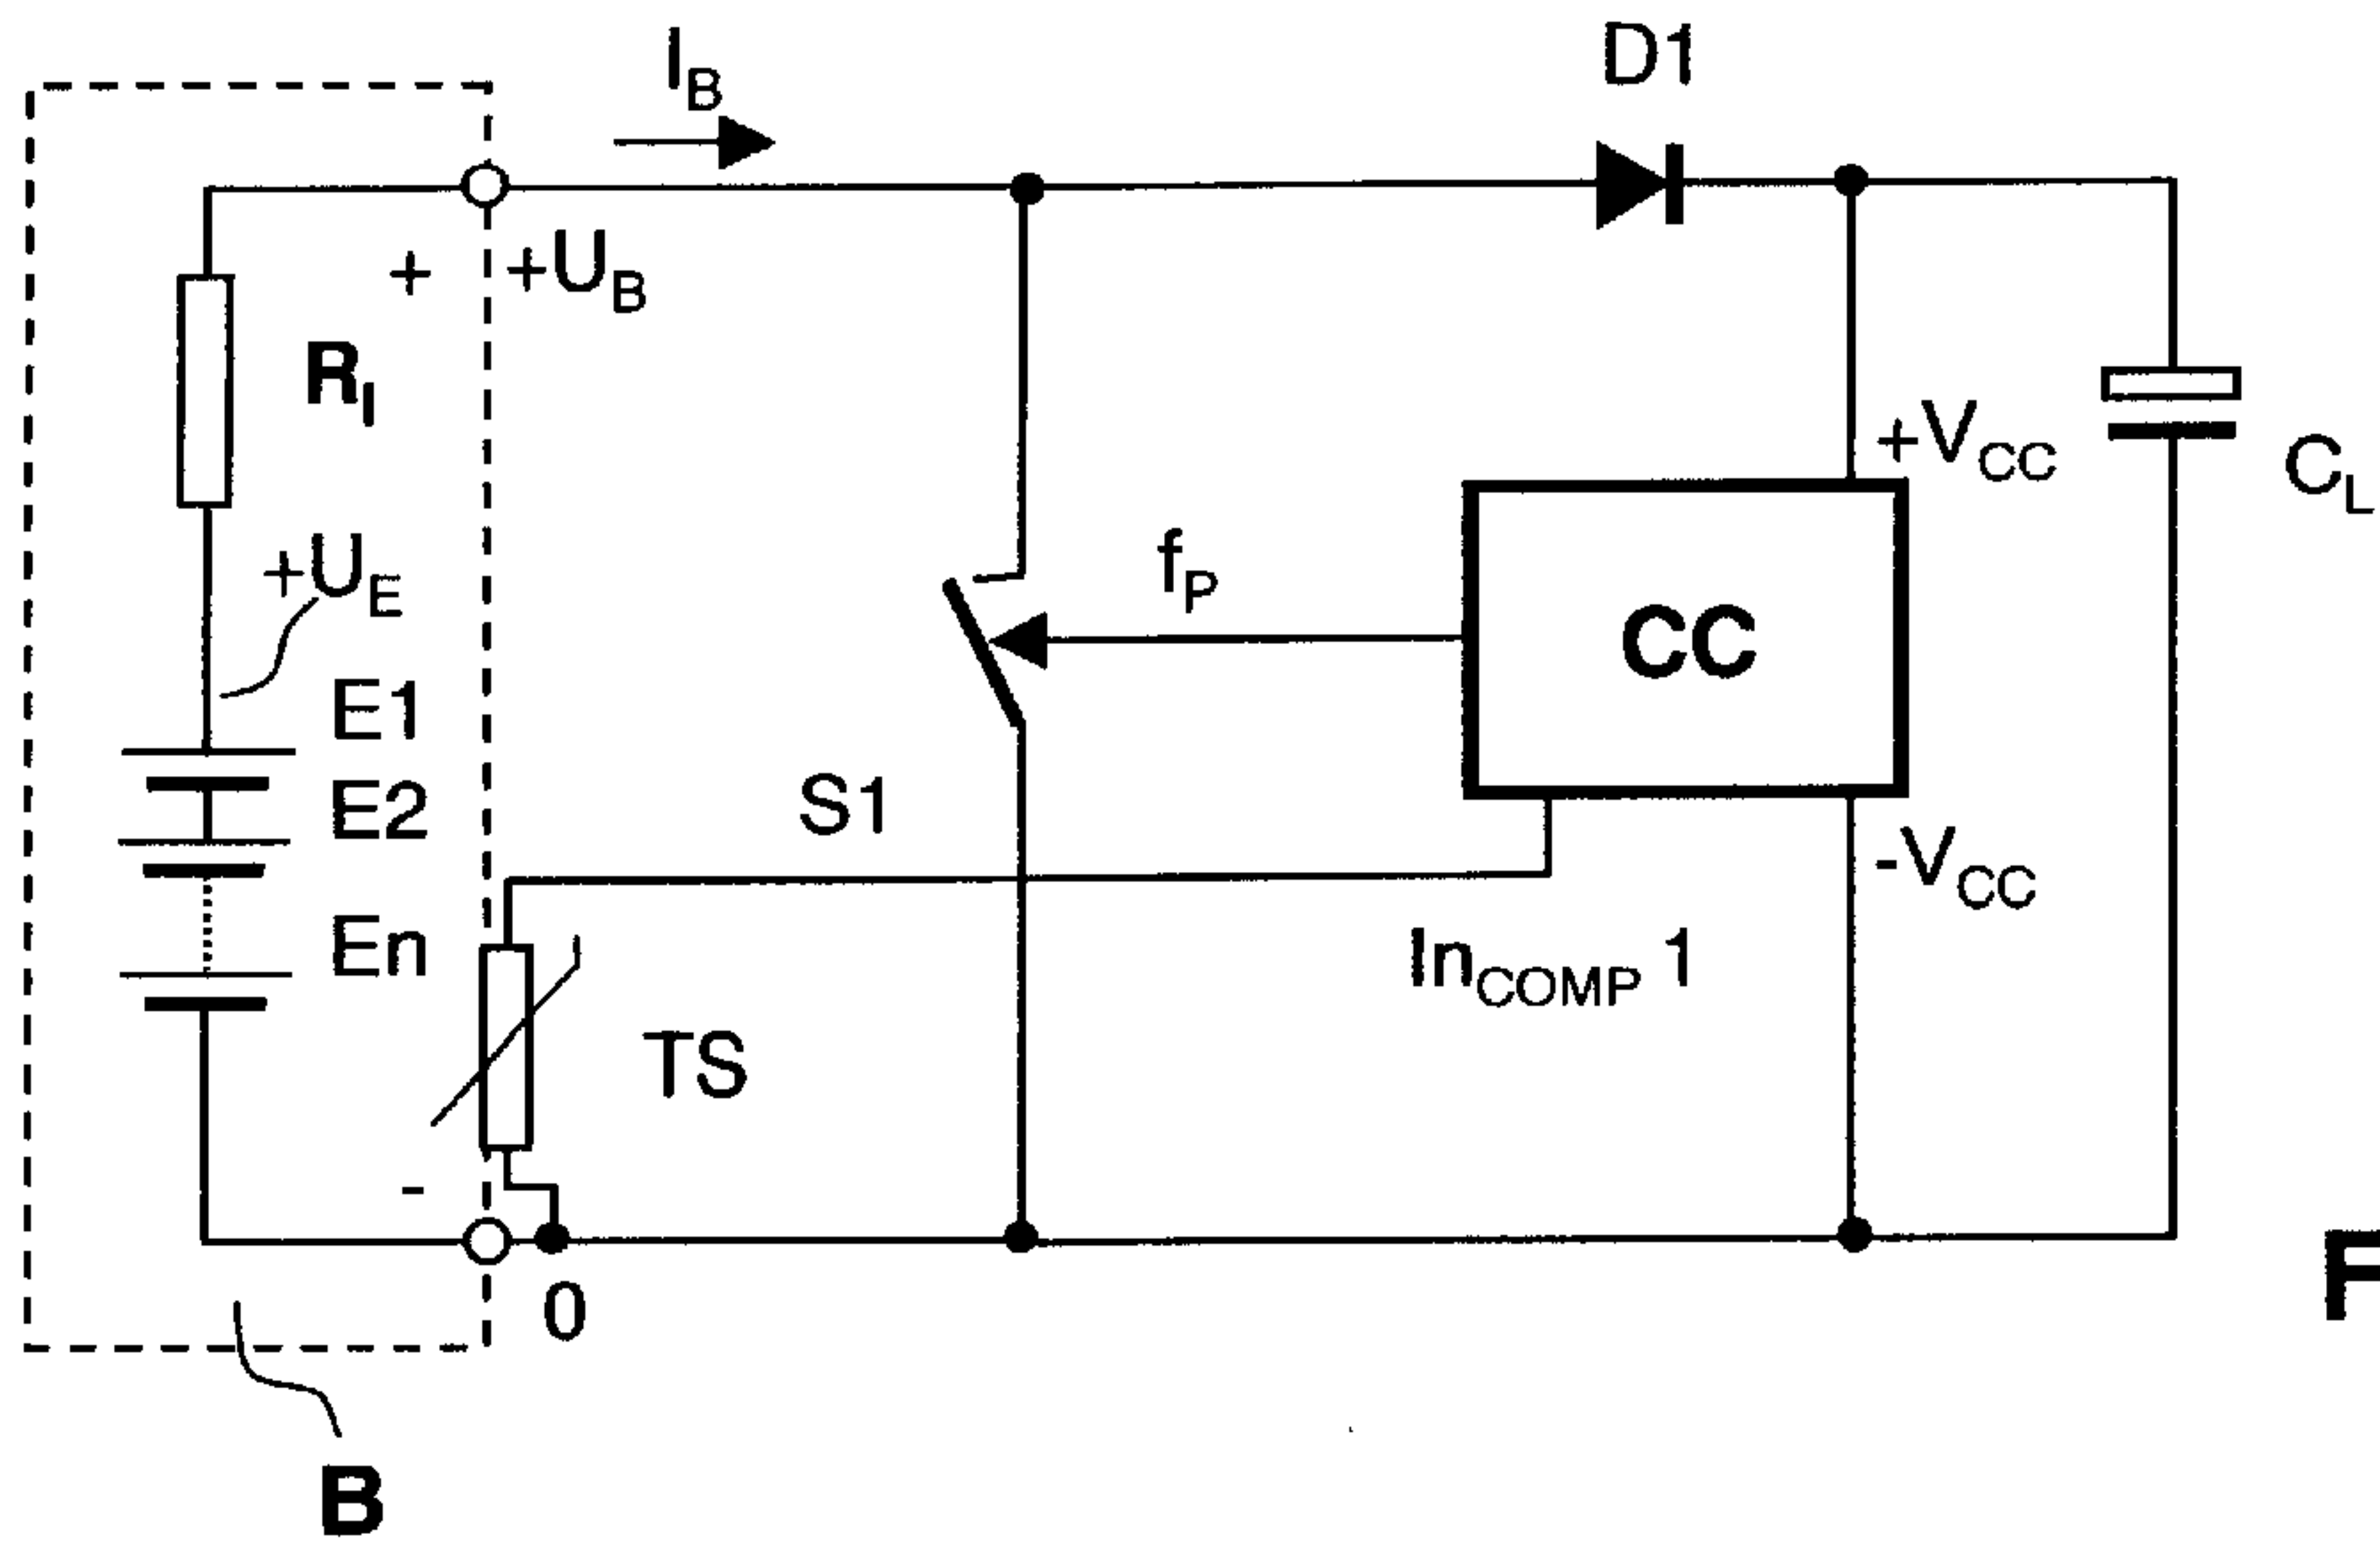 I_B
D1
+
+U_B
R_I
+V_CC
C_L
+U_E
f_P
CC
E1
E2
S1
-V_CC
En
In_COMP 1
TS
-
0
B
F